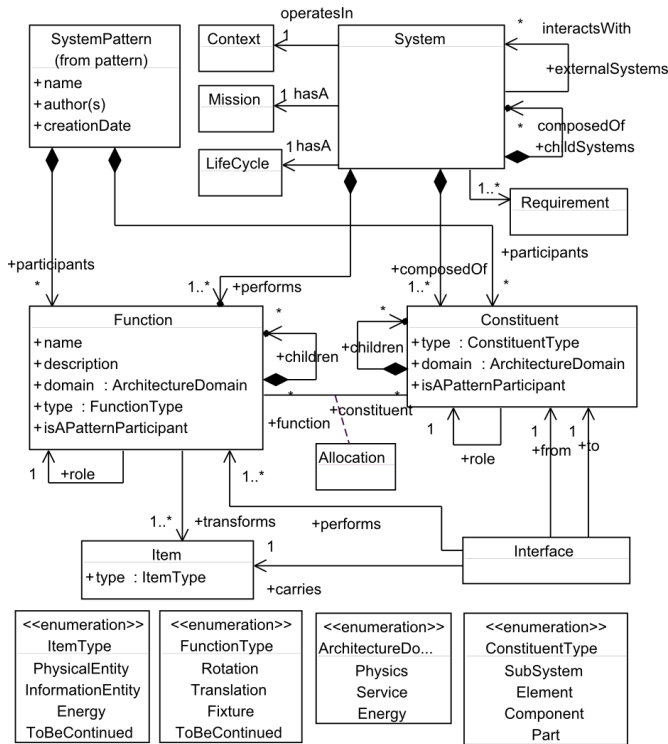 operatesIn
SystemPattern
(from pattern)
+ name
+ author(s)
+ creationDate
Context
1
System
*
interactsWith
+externalSystems
Mission
1 hasA
*
composedOf
+childSystems
LifeCycle
1 hasA
1..*
Requirement
+participants
*
1..*
+performs
+composedOf
1..*
+participants
*
Function
+ name
+ description
+ domain : ArchitectureDomain
+ type : FunctionType
+ isAPatternParticipant
*
+children
*
+children
Constituent
+ type : ConstituentType
+ domain : ArchitectureDomain
+ isAPatternParticipant
*
+function
+constituent
*
Allocation
1
+role
1..*
1
+role
1
+from
1
+to
1..*
+transforms
+performs
Item
+ type : ItemType
1
+carries
Interface
<<enumeration>>
ItemType
PhysicalEntity
InformationEntity
Energy
ToBeContinued
<<enumeration>>
FunctionType
Rotation
Translation
Fixture
ToBeContinued
<<enumeration>>
ArchitectureDo...
Physics
Service
Energy
<<enumeration>>
ConstituentType
SubSystem
Element
Component
Part